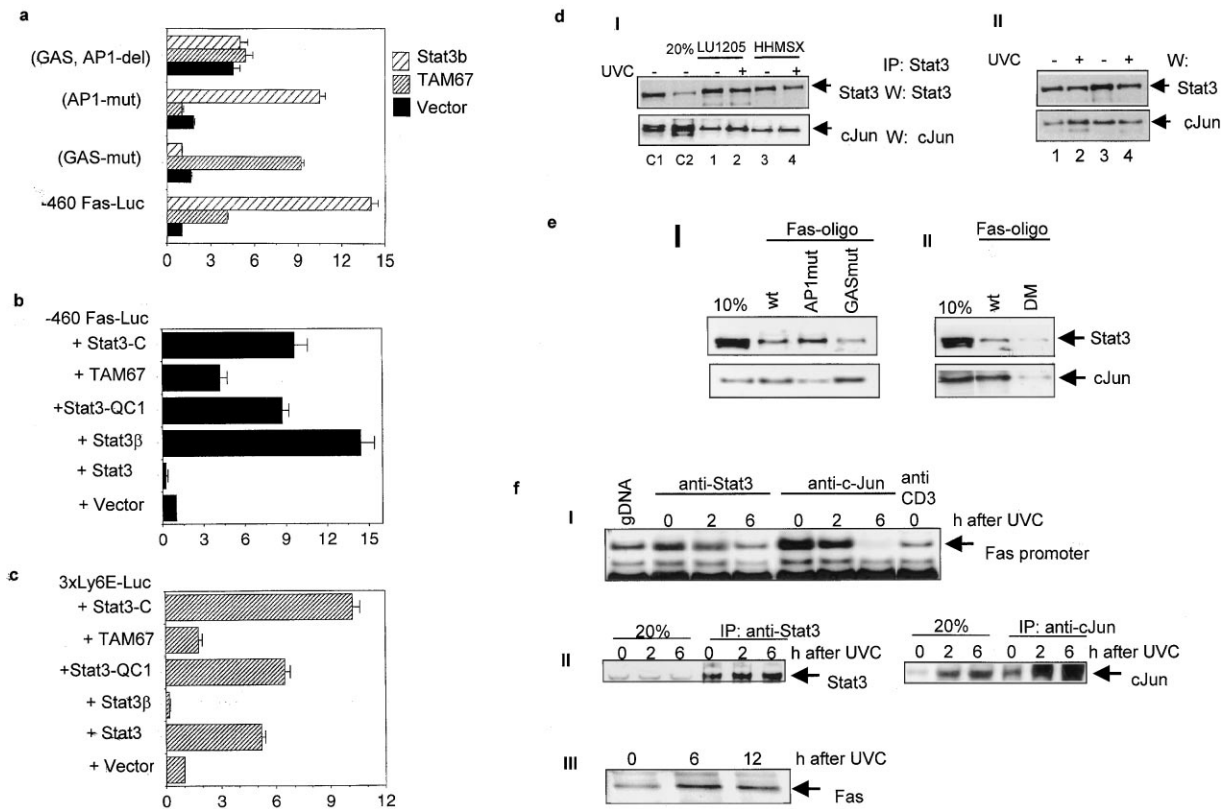 a
(GAS, AP1-del)
(AP1-mut)
(GAS-mut)
-460 Fas-Luc
Stat3b
TAM67
Vector
0 3 6 9 12 15
b
-460 Fas-Luc
+ Stat3-C
+ TAM67
+Stat3-QC1
+ Stat3β
+ Stat3
+ Vector
0 3 6 9 12 15
c
3xLy6E-Luc
+ Stat3-C
+ TAM67
+Stat3-QC1
+ Stat3β
+ Stat3
+ Vector
0 3 6 9 12
d
I
20% LU1205 HHMSX
UVC - - - + - + IP: Stat3
Stat3 W: Stat3
cJun W: cJun
C1 C2 1 2 3 4
II
UVC - + - + W:
Stat3
cJun
1 2 3 4
e
I
Fas-oligo
10% wt AP1mut GASmut
II
Fas-oligo
10% wt DM
Stat3
cJun
f
I
gDNA anti-Stat3 anti-c-Jun anti CD3
0 2 6 0 2 6 0 h after UVC
Fas promoter
II
20% IP: anti-Stat3
0 2 6 0 2 6 h after UVC
Stat3
20% IP: anti-cJun
0 2 6 0 2 6 h after UVC
cJun
III
0 6 12 h after UVC
Fas